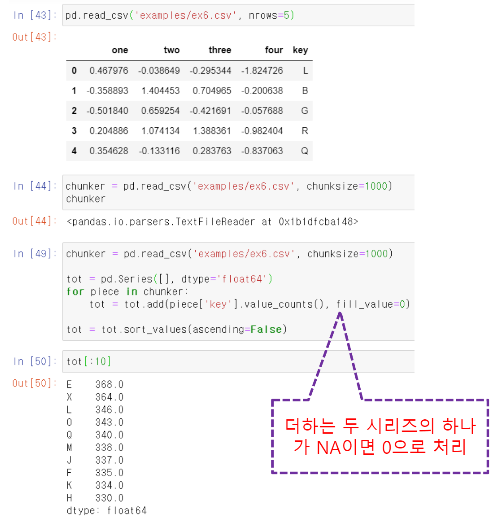 In [43]: pd.read_csv('examples/ex6.csv', nrows=5)
Out[43]:
one two three four key
0 0.467976 -0.038649 -0.295344 -1.824726 L
1 -0.358893 1.404453 0.704965 -0.200638 B
2 -0.501840 0.659254 -0.421691 -0.057688 G
3 0.204886 1.074134 1.388361 -0.982404 R
4 0.354628 -0.133116 0.283763 -0.837063 Q
In [44]: chunker = pd.read_csv('examples/ex6.csv', chunksize=1000)
chunker
Out[44]: <pandas.io.parsers.TextFileReader at 0x1b1dfcba148>
In [49]: chunker = pd.read_csv('examples/ex6.csv', chunksize=1000)
tot = pd.Series([], dtype='float64')
for piece in chunker:
tot = tot.add(piece['key'].value_counts(), fill_value=0)
tot = tot.sort_values(ascending=False)
In [50]: tot[:10]
Out[50]: E 368.0
X 364.0
L 346.0
O 343.0
Q 340.0
M 338.0
J 337.0
F 335.0
K 334.0
H 330.0
dtype: float64
더하는 두 시리즈의 하나
가 NA이면 0으로 처리